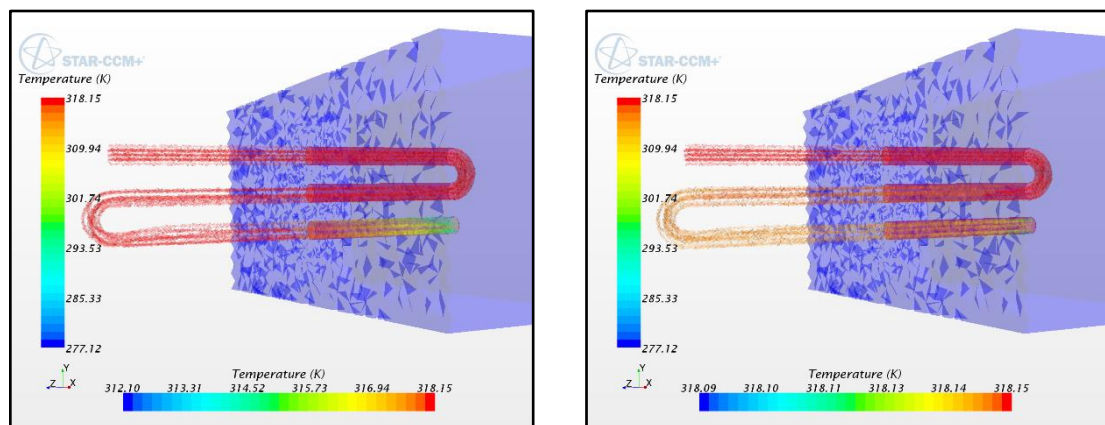 STAR-CCM+
Temperature (K)
318.15
309.94
301.74
293.53
285.33
277.12
Y
Z X
Temperature (K)
312.10 313.31 314.52 315.73 316.94 318.15
STAR-CCM+
Temperature (K)
318.15
309.94
301.74
293.53
285.33
277.12
Y
Z X
Temperature (K)
318.09 318.10 318.11 318.13 318.14 318.15